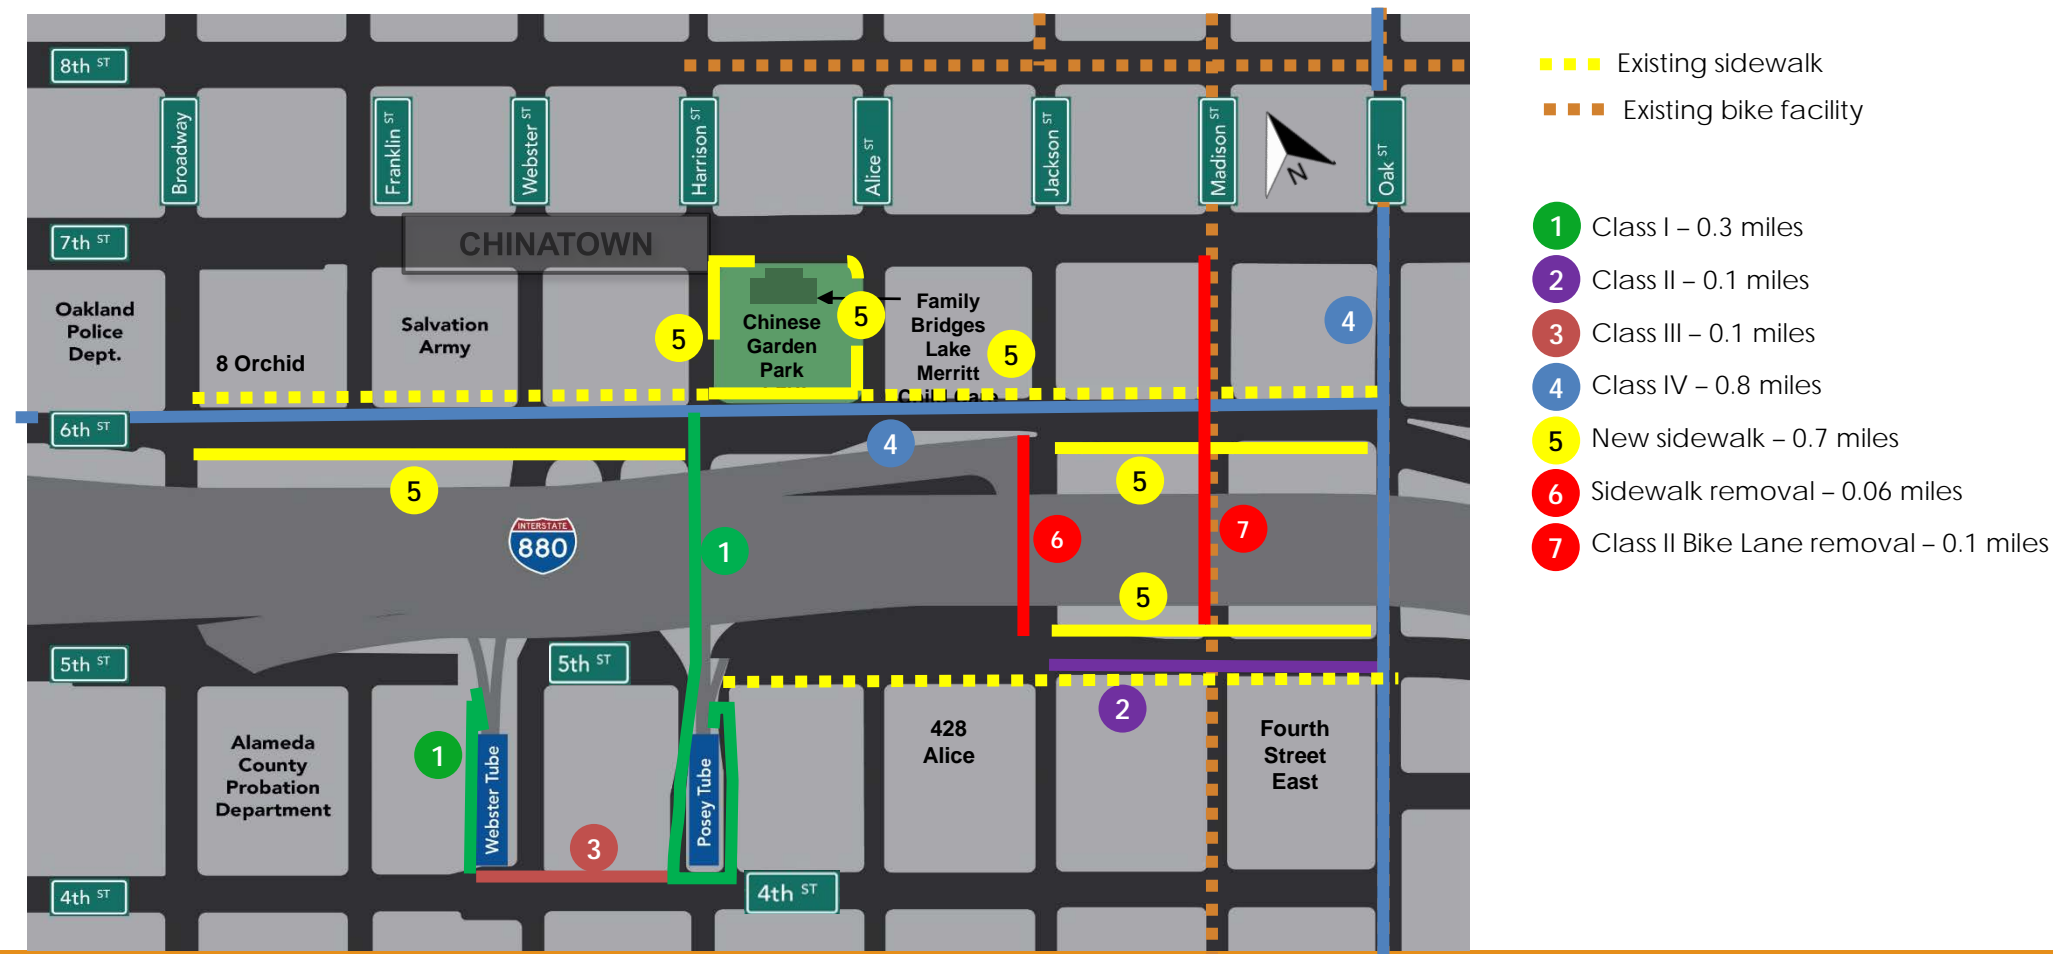 8th ST
Broadway
Franklin ST
Webster ST
Harrison ST
Alice ST
Jackson ST
Madison ST
Oak ST
N
7th ST
CHINATOWN
Oakland
Police
Dept.
8 Orchid
Salvation
Army
5
Chinese
Garden
Park
5
Family
Bridges
Lake
Merritt
Child Care
5
4
6th ST
4
5
5
INTERSTATE
880
1
6
7
5
5th ST
5th ST
2
Alameda
County
Probation
Department
1
Webster Tube
3
Posey Tube
428
Alice
Fourth
Street
East
4th ST
4th ST
Existing sidewalk
Existing bike facility
1 Class I – 0.3 miles
2 Class II – 0.1 miles
3 Class III – 0.1 miles
4 Class IV – 0.8 miles
5 New sidewalk – 0.7 miles
6 Sidewalk removal – 0.06 miles
7 Class II Bike Lane removal – 0.1 miles